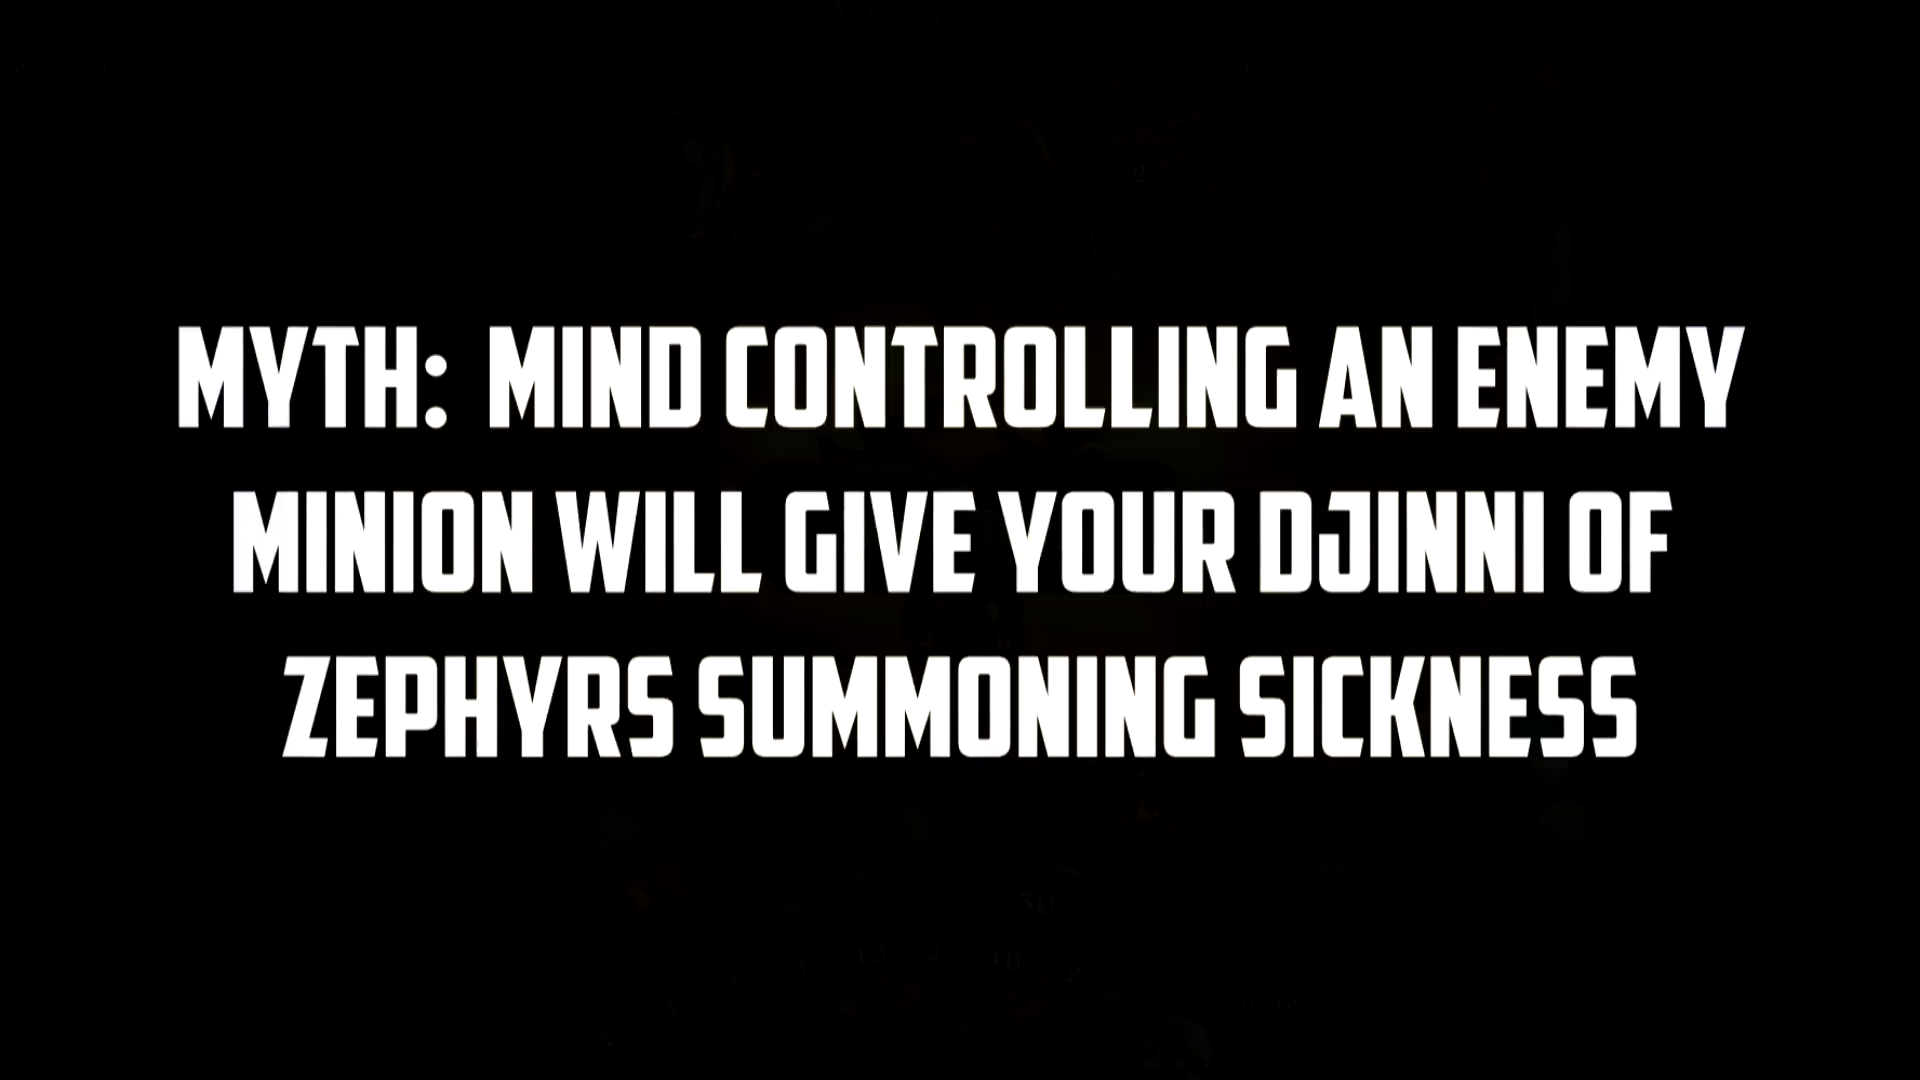 MYTH: MIND CONTROLLING AN ENEMY
MINION WILL GIVE YOUR DJINNI OF
ZEPHYRS SUMMONING SICKNESS